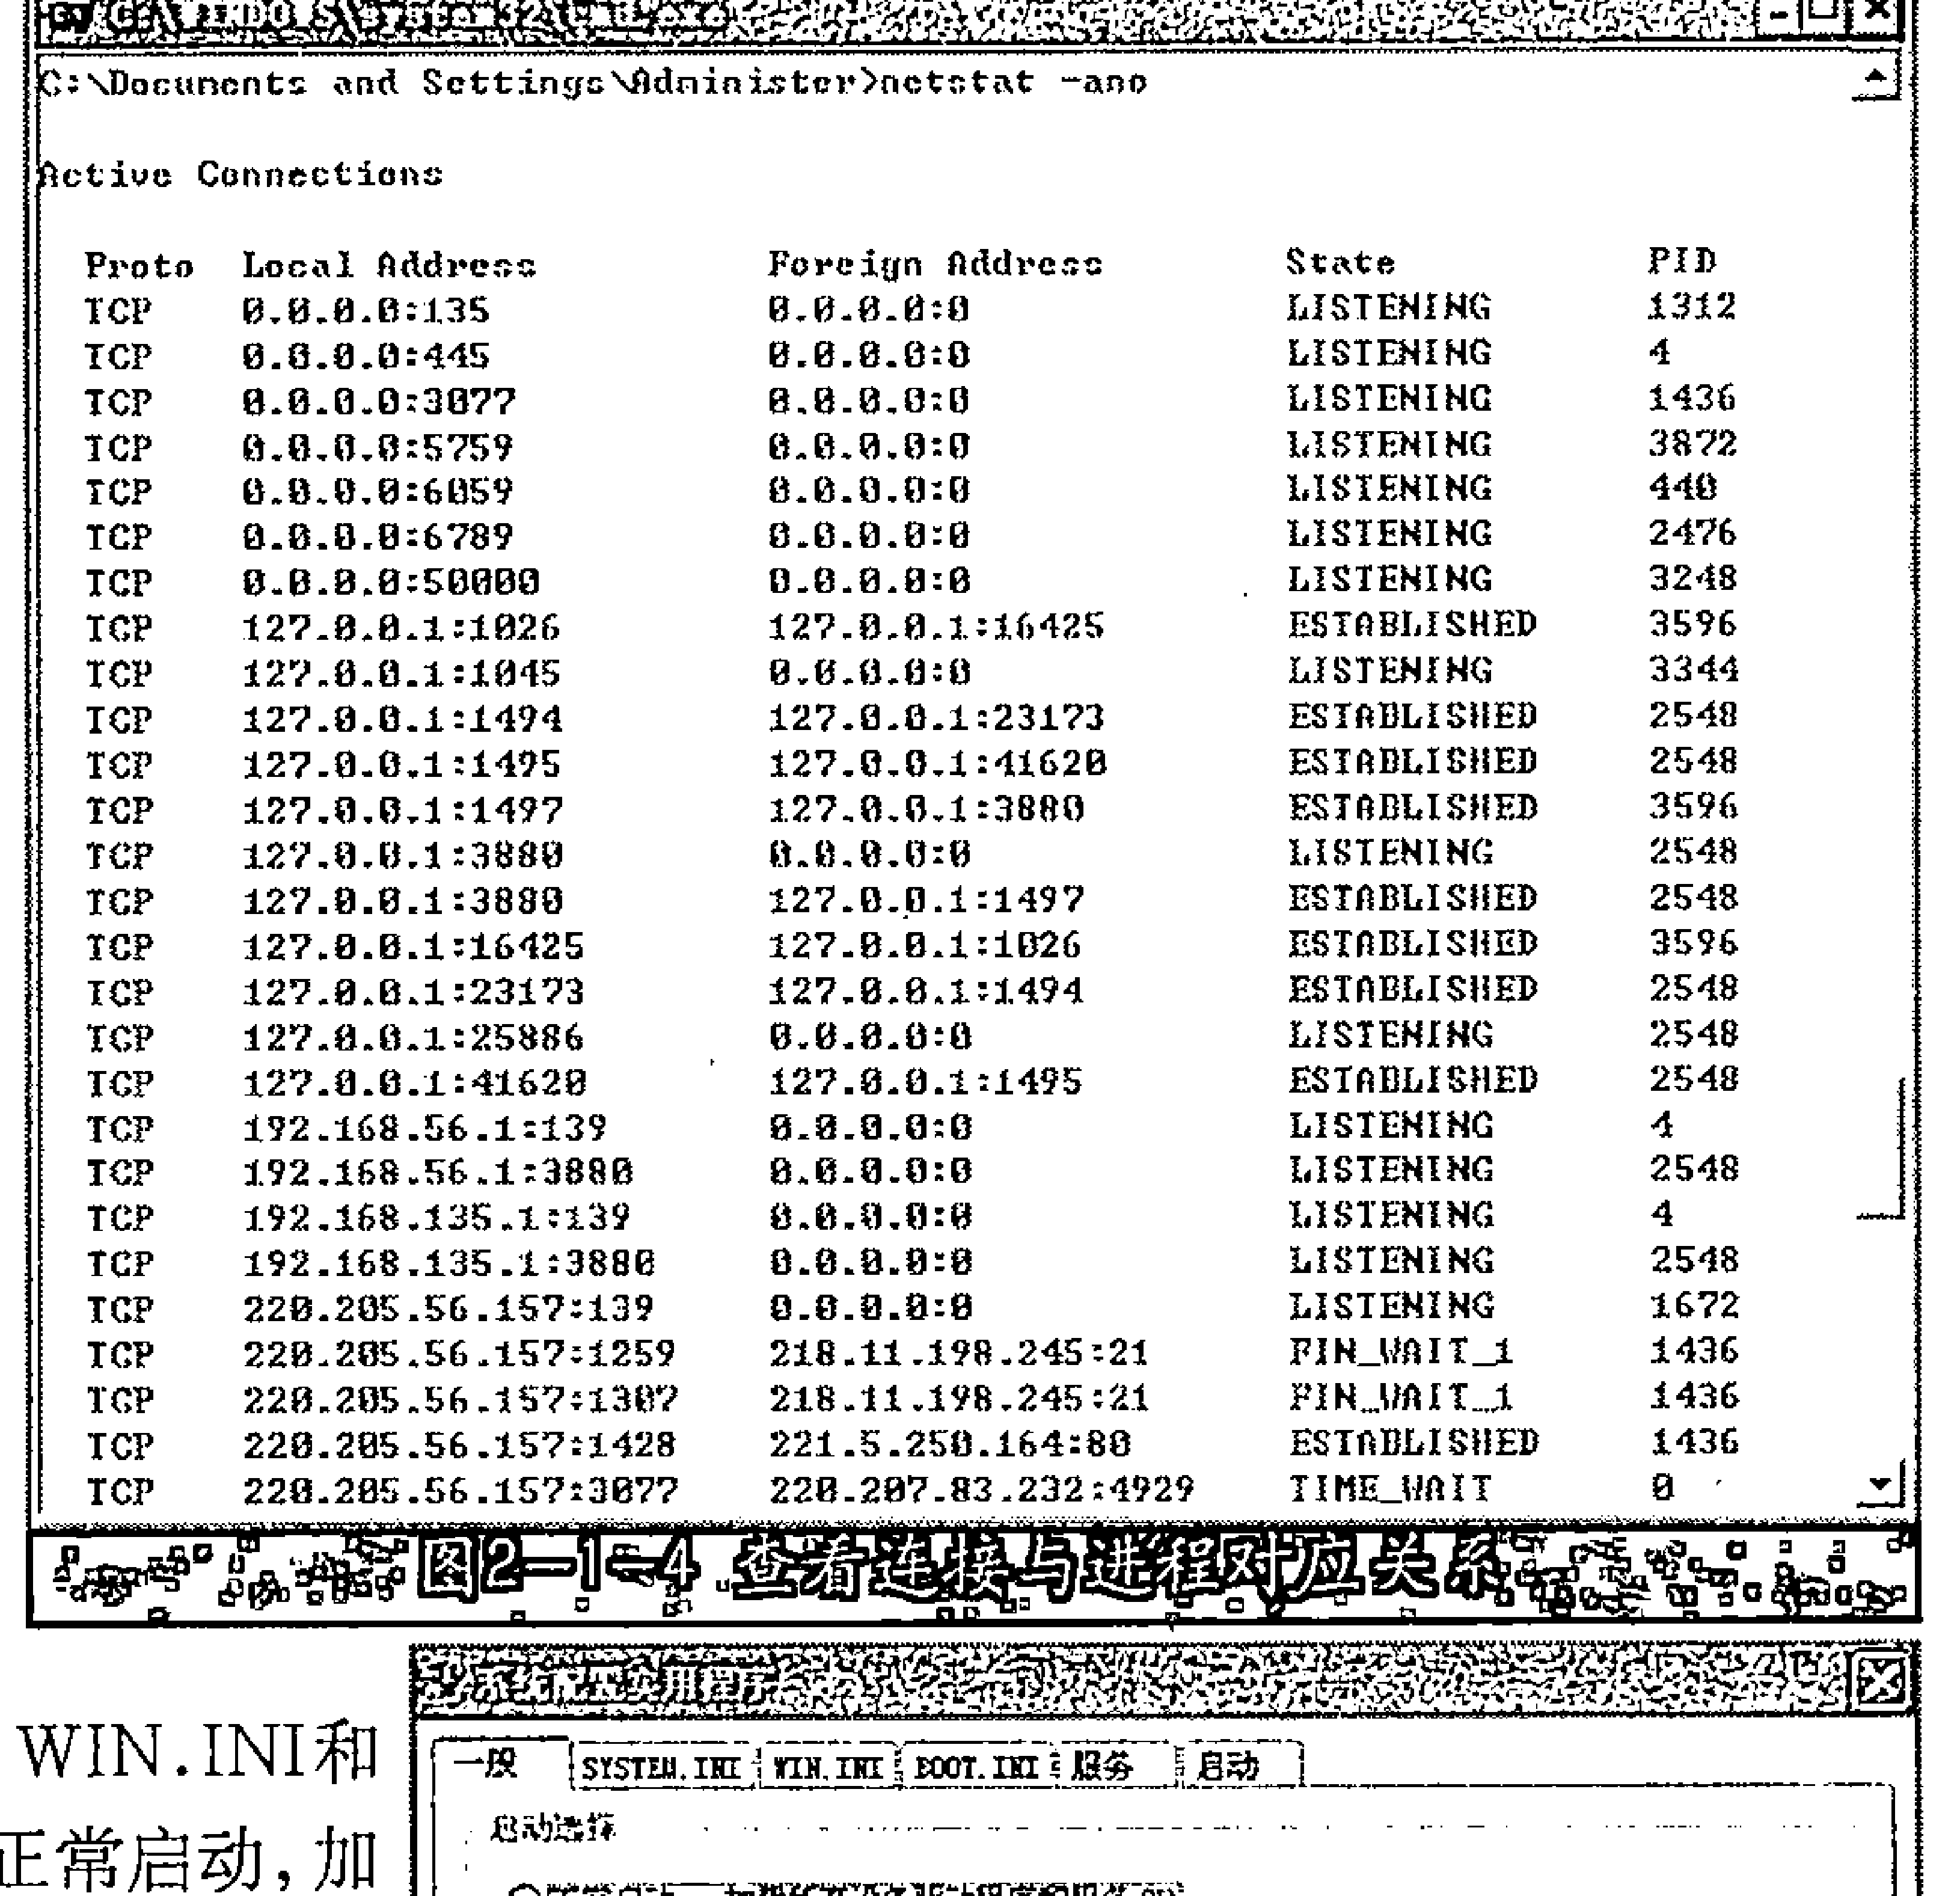 C:\WINDOWS\system32\cmd.exe
C:\Documents and Settings\Administer>netstat -ano
Active Connections
Proto Local Address Foreign Address State PID
TCP 0.0.0.0:135 0.0.0.0:0 LISTENING 1312
TCP 0.0.0.0:445 0.0.0.0:0 LISTENING 4
TCP 0.0.0.0:3077 0.0.0.0:0 LISTENING 1436
TCP 0.0.0.0:5759 0.0.0.0:0 LISTENING 3872
TCP 0.0.0.0:6059 0.0.0.0:0 LISTENING 440
TCP 0.0.0.0:6789 0.0.0.0:0 LISTENING 2476
TCP 0.0.0.0:50000 0.0.0.0:0 LISTENING 3248
TCP 127.0.0.1:1026 127.0.0.1:16425 ESTABLISHED 3596
TCP 127.0.0.1:1045 0.0.0.0:0 LISTENING 3344
TCP 127.0.0.1:1494 127.0.0.1:23173 ESTABLISHED 2548
TCP 127.0.0.1:1495 127.0.0.1:41620 ESTABLISHED 2548
TCP 127.0.0.1:1497 127.0.0.1:3880 ESTABLISHED 3596
TCP 127.0.0.1:3880 0.0.0.0:0 LISTENING 2548
TCP 127.0.0.1:3880 127.0.0.1:1497 ESTABLISHED 2548
TCP 127.0.0.1:16425 127.0.0.1:1026 ESTABLISHED 3596
TCP 127.0.0.1:23173 127.0.0.1:1494 ESTABLISHED 2548
TCP 127.0.0.1:25886 0.0.0.0:0 LISTENING 2548
TCP 127.0.0.1:41620 127.0.0.1:1495 ESTABLISHED 2548
TCP 192.168.56.1:139 0.0.0.0:0 LISTENING 4
TCP 192.168.56.1:3880 0.0.0.0:0 LISTENING 2548
TCP 192.168.135.1:139 0.0.0.0:0 LISTENING 4
TCP 192.168.135.1:3880 0.0.0.0:0 LISTENING 2548
TCP 220.205.56.157:139 0.0.0.0:0 LISTENING 1672
TCP 220.205.56.157:1259 218.11.198.245:21 FIN_WAIT_1 1436
TCP 220.205.56.157:1307 218.11.198.245:21 FIN_WAIT_1 1436
TCP 220.205.56.157:1428 221.5.250.164:80 ESTABLISHED 1436
TCP 220.205.56.157:3077 220.207.83.232:4929 TIME_WAIT 0
图2—1—4 查看连接与进程对应关系
WIN.INI和
正常启动,加
系统配置实用程序
一般 SYSTEM.INI WIN.INI BOOT.INI 服务 启动
启动选择